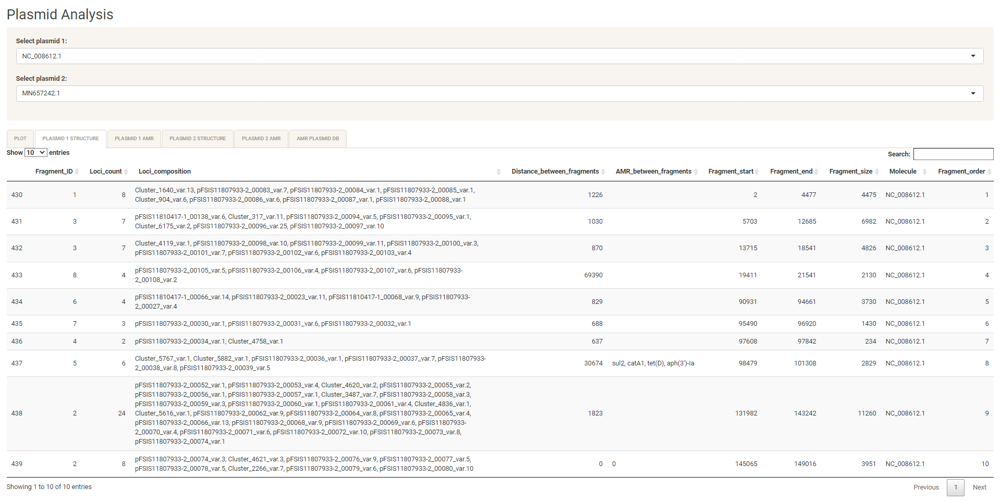 Plasmid Analysis
Select plasmid 1:
NC_008612.1
Select plasmid 2:
MN657242.1
PLOT PLASMID 1 STRUCTURE PLASMID 1 AMR PLASMID 2 STRUCTURE PLASMID 2 AMR AMR PLASMID DB
Show 10 entries Search:
Fragment_ID Loci_count Loci_composition Distance_between_fragments AMR_between_fragments Fragment_start Fragment_end Fragment_size Molecule Fragment_order
Cluster_1640_var.13, pFSIS11807933-2_00083_var.7, pFSIS11807933-2_00084_var.1, pFSIS11807933-2_00085_var.1,
430 1 8 1226 2 4477 4475 NC_008612.1 1
Cluster_904_var.6, pFSIS11807933-2_00086_var.6, pFSIS11807933-2_00087_var.1, pFSIS11807933-2_00088_var.1
pFSIS11810417-1_00138_var.6, Cluster_317_var.11, pFSIS11807933-2_00094_var.5, pFSIS11807933-2_00095_var.1,
431 3 7 1030 5703 12685 6982 NC_008612.1 2
Cluster_6175_var.2, pFSIS11807933-2_00096_var.25, pFSIS11807933-2_00097_var.10
Cluster_4119_var.1, pFSIS11807933-2_00098_var.10, pFSIS11807933-2_00099_var.11, pFSIS11807933-2_00100_var.3,
432 3 7 870 13715 18541 4826 NC_008612.1 3
pFSIS11807933-2_00101_var.7, pFSIS11807933-2_00102_var.6, pFSIS11807933-2_00103_var.4
pFSIS11807933-2_00105_var.5, pFSIS11807933-2_00106_var.4, pFSIS11807933-2_00107_var.6, pFSIS11807933-
433 8 4 69390 19411 21541 2130 NC_008612.1 4
2_00108_var.2
pFSIS11810417-1_00066_var.14, pFSIS11807933-2_00023_var.11, pFSIS11810417-1_00068_var.9, pFSIS11807933-
434 6 4 829 90931 94661 3730 NC_008612.1 5
2_00027_var.4
435 7 3 pFSIS11807933-2_00030_var.1, pFSIS11807933-2_00031_var.6, pFSIS11807933-2_00032_var.1 688 95490 96920 1430 NC_008612.1 6
436 4 2 pFSIS11807933-2_00034_var.1, Cluster_4758_var.1 637 97608 97842 234 NC_008612.1 7
Cluster_5767_var.1, Cluster_5882_var.1, pFSIS11807933-2_00036_var.1, pFSIS11807933-2_00037_var.7, pFSIS11807933-
437 5 6 30674 sul2, catA1, tet(D), aph(3')-Ia 98479 101308 2829 NC_008612.1 8
2_00038_var.8, pFSIS11807933-2_00039_var.5
pFSIS11807933-2_00052_var.1, pFSIS11807933-2_00053_var.4, Cluster_4620_var.2, pFSIS11807933-2_00055_var.2,
pFSIS11807933-2_00056_var.1, pFSIS11807933-2_00057_var.1, Cluster_3487_var.7, pFSIS11807933-2_00058_var.3,
pFSIS11807933-2_00059_var.3, pFSIS11807933-2_00060_var.1, pFSIS11807933-2_00061_var.4, Cluster_4836_var.1,
438 2 24 Cluster_5616_var.1, pFSIS11807933-2_00062_var.9, pFSIS11807933-2_00064_var.8, pFSIS11807933-2_00065_var.4, 1823 131982 143242 11260 NC_008612.1 9
pFSIS11807933-2_00066_var.13, pFSIS11807933-2_00068_var.9, pFSIS11807933-2_00069_var.6, pFSIS11807933-
2_00070_var.4, pFSIS11807933-2_00071_var.6, pFSIS11807933-2_00072_var.10, pFSIS11807933-2_00073_var.8,
pFSIS11807933-2_00074_var.1
pFSIS11807933-2_00074_var.3, Cluster_4621_var.3, pFSIS11807933-2_00076_var.9, pFSIS11807933-2_00077_var.5,
439 2 8 0 0 145065 149016 3951 NC_008612.1 10
pFSIS11807933-2_00078_var.5, Cluster_2266_var.7, pFSIS11807933-2_00079_var.6, pFSIS11807933-2_00080_var.10
Showing 1 to 10 of 10 entries Previous 1 Next